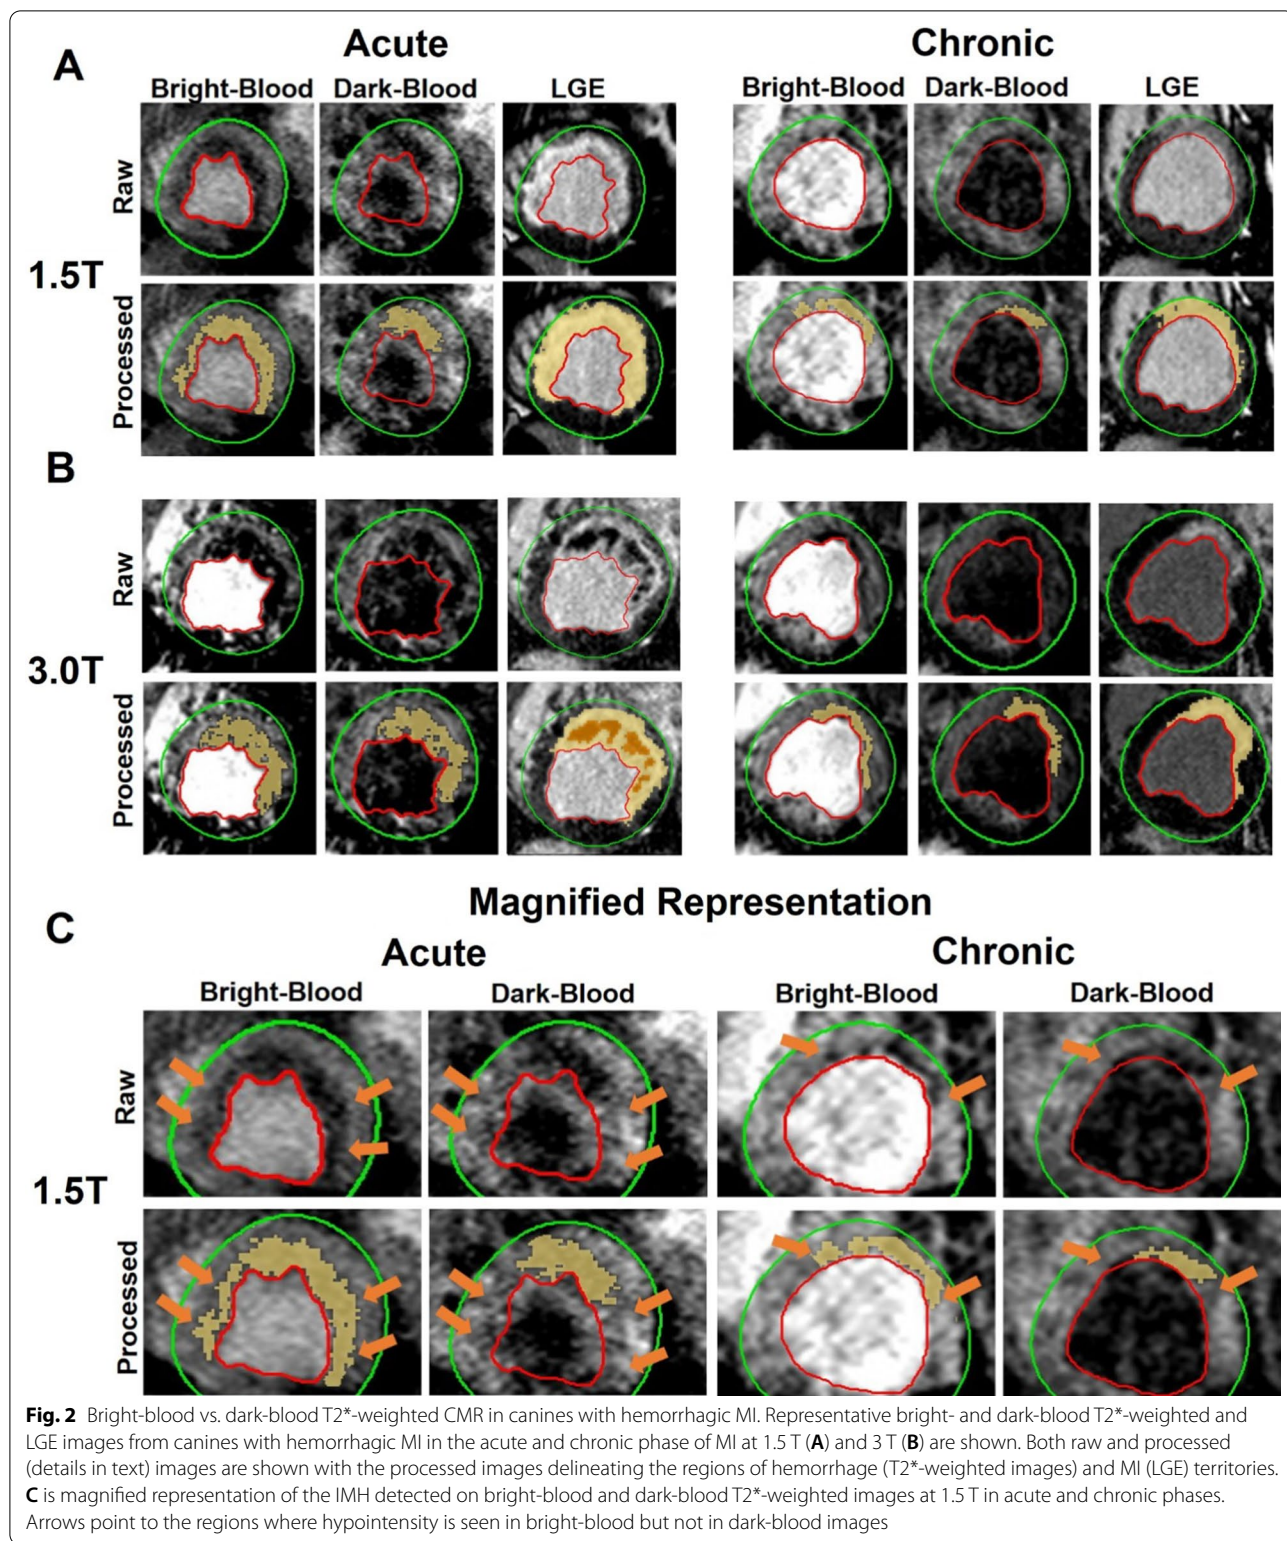 Acute
Chronic
A
Bright-Blood Dark-Blood LGE
Bright-Blood Dark-Blood LGE
Raw
1.5T
Processed
B
Raw
3.0T
Processed
Magnified Representation
C
Acute
Chronic
Bright-Blood Dark-Blood Bright-Blood Dark-Blood
Raw
1.5T
Processed
Fig. 2 Bright-blood vs. dark-blood T2*-weighted CMR in canines with hemorrhagic MI. Representative bright- and dark-blood T2*-weighted and
LGE images from canines with hemorrhagic MI in the acute and chronic phase of MI at 1.5 T (A) and 3 T (B) are shown. Both raw and processed
(details in text) images are shown with the processed images delineating the regions of hemorrhage (T2*-weighted images) and MI (LGE) territories.
C is magnified representation of the IMH detected on bright-blood and dark-blood T2*-weighted images at 1.5 T in acute and chronic phases.
Arrows point to the regions where hypointensity is seen in bright-blood but not in dark-blood images